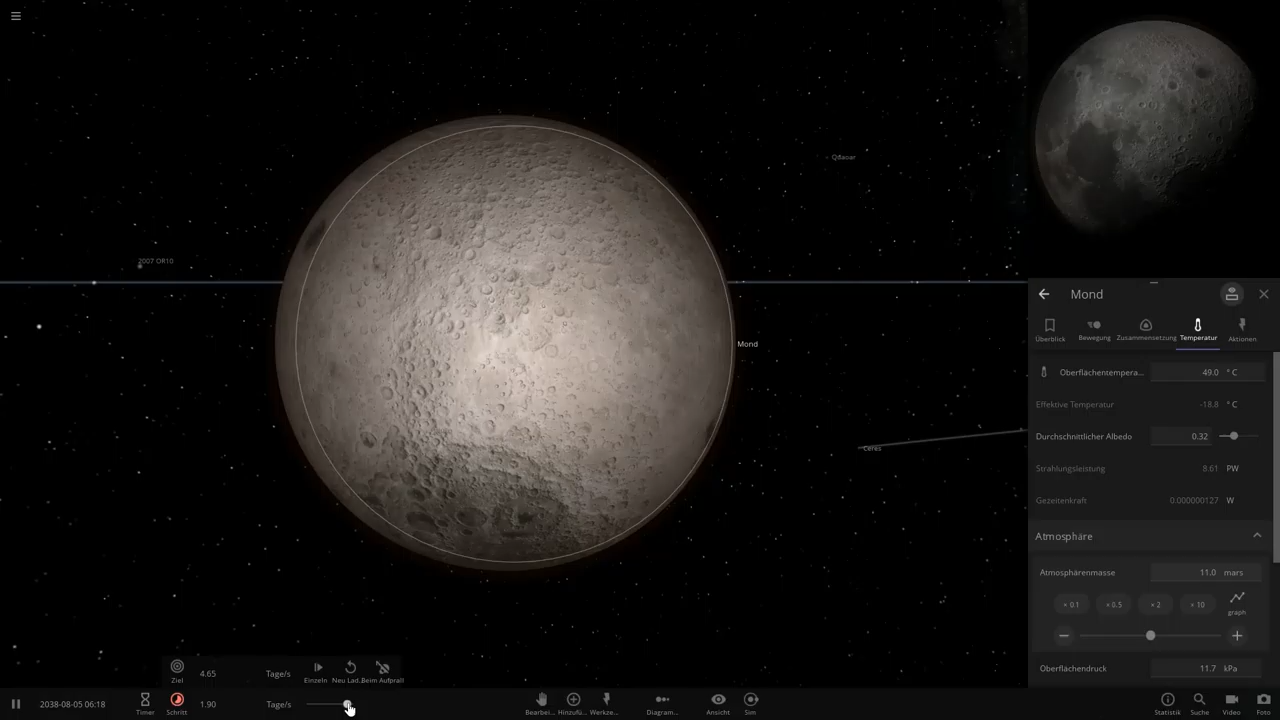 Quaoar
2007 OR10
Mond
Ceres
Mond
Überblick
Bewegung
Zusammensetzung
Temperatur
Aktionen
Oberflächentempera... 49.0 ° C
Effektive Temperatur -18.8 ° C
Durchschnittlicher Albedo 0.32
Strahlungsleistung 8.61 PW
Gezeitenkraft 0.000000127 W
Atmosphäre
Atmosphärenmasse 11.0 mars
× 0.1 × 0.5 × 2 × 10 graph
Oberflächendruck 11.7 kPa
Ziel 4.65 Tage/s Einzeln Neu Lad. Beim Aufprall
2038-08-05 06:18 Timer Schritt 1.90 Tage/s Bearbei... Hinzufü... Werkze... Diagram... Ansicht Sim Statistik Suche Video Foto